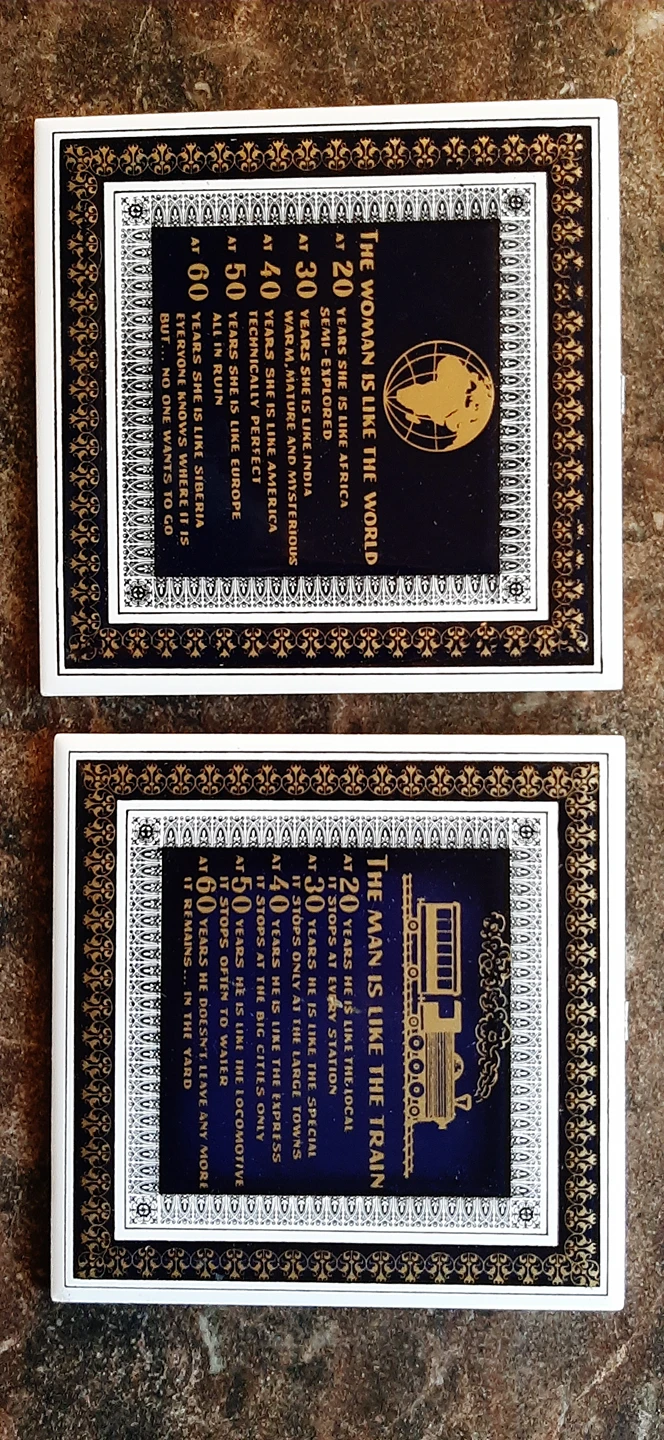 THE WOMAN IS LIKE THE WORLD
AT 20 YEARS SHE IS LIKE AFRICA
SEMI-EXPLORED
AT 30 YEARS SHE IS LIKE INDIA
WARM, MATURE AND MYSTERIOUS
AT 40 YEARS SHE IS LIKE AMERICA
TECHNICALLY PERFECT
AT 50 YEARS SHE IS LIKE EUROPE
ALL IN RUIN
AT 60 YEARS SHE IS LIKE SIBERIA
EYERYONE KNOWS WHERE IT IS
BUT... NO ONE WANTS TO GO
THE MAN IS LIKE THE TRAIN
AT 20 YEARS HE IS LIKE THE LOCAL
IT STOPS AT EVERY STATION
AT 30 YEARS HE IS LIKE THE SPECIAL
IT STOPS ONLY AT THE LARGE TOWNS
AT 40 YEARS HE IS LIKE THE EXPRESS
IT STOPS AT THE BIG CITIES ONLY
AT 50 YEARS HE IS LIKE THE LOCOMOTIVE
IT STOPS OFTEN TO WATER
AT 60 YEARS HE DOESN'T LEAVE ANY MORE
IT REMAINS... IN THE YARD